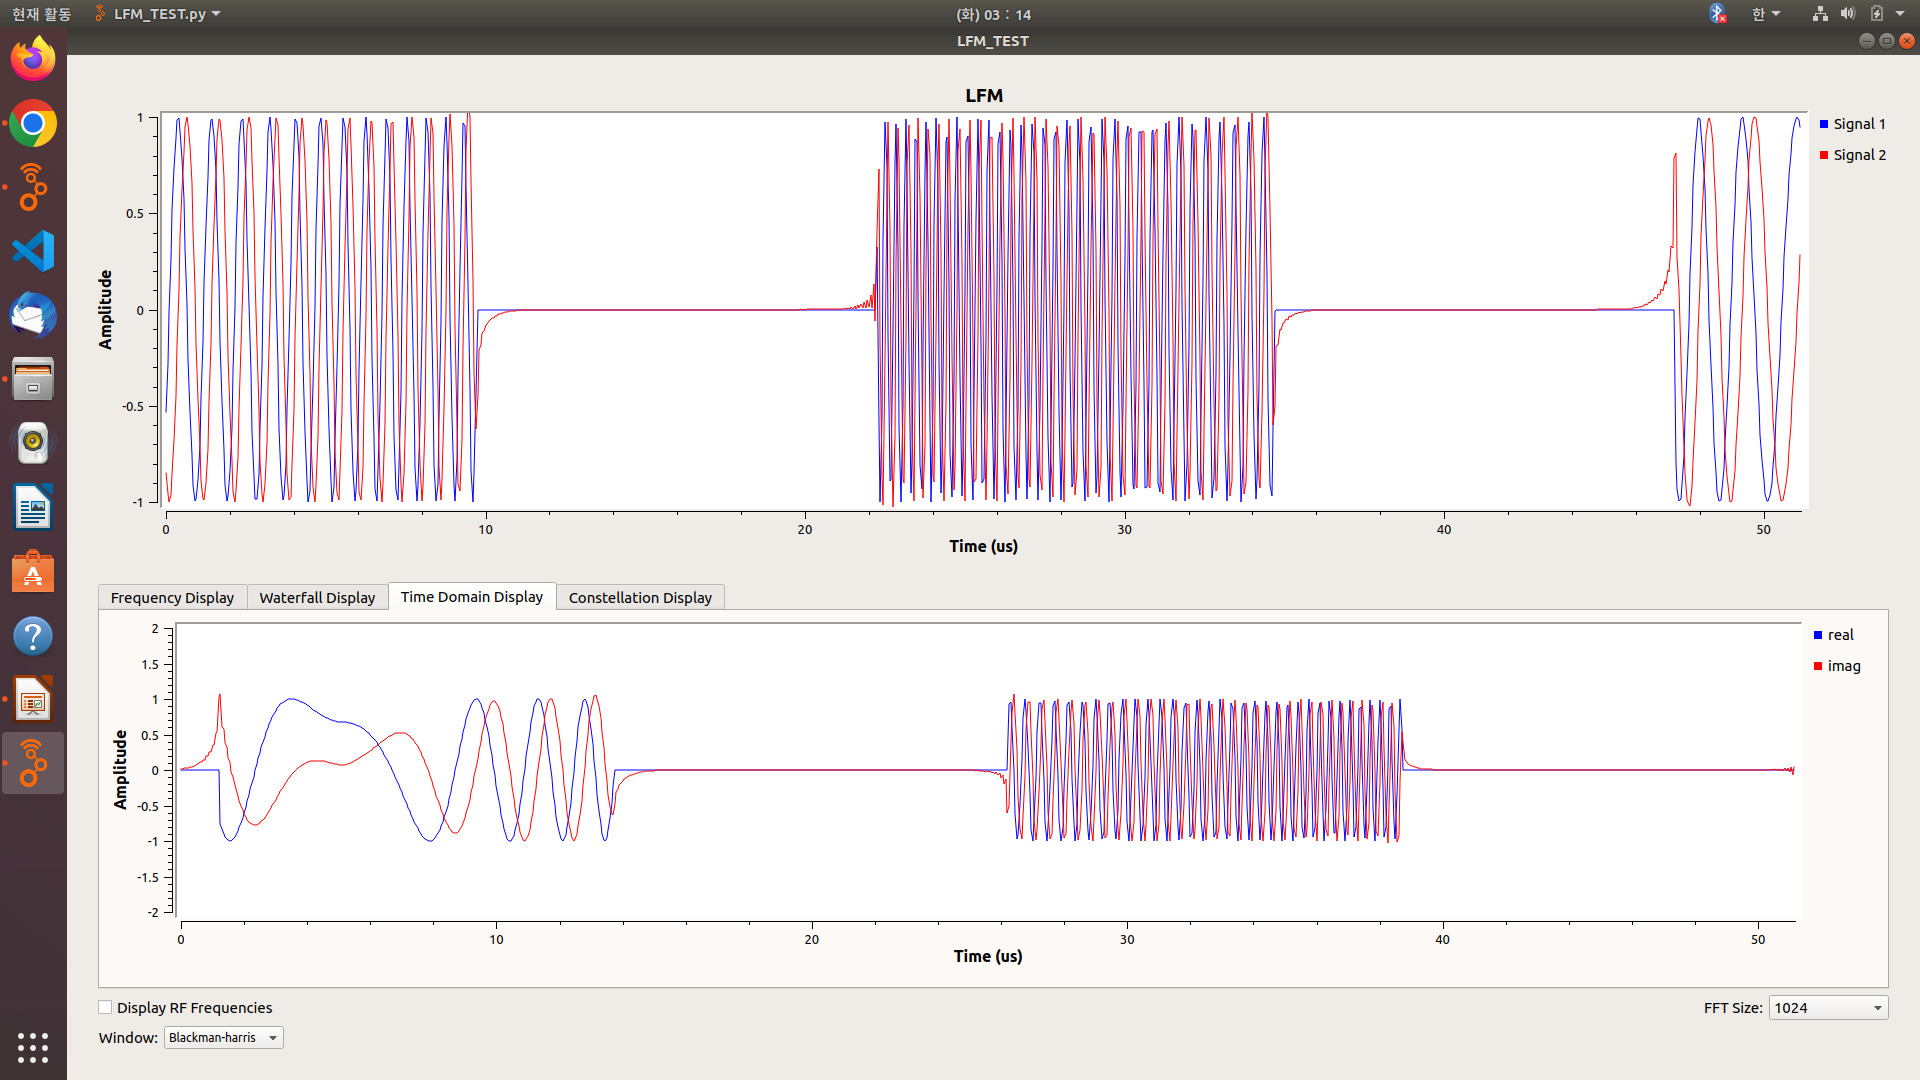 현재 활동 LFM_TEST.py (화) 03 : 14 한
LFM_TEST
LFM
Signal 1
Signal 2
1
0.5
0
-0.5
-1
Amplitude
0 10 20 30 40 50
Time (us)
Frequency Display Waterfall Display Time Domain Display Constellation Display
real
imag
2
1.5
1
0.5
0
-0.5
-1
-1.5
-2
Amplitude
0 10 20 30 40 50
Time (us)
Display RF Frequencies FFT Size: 1024
Window: Blackman-harris